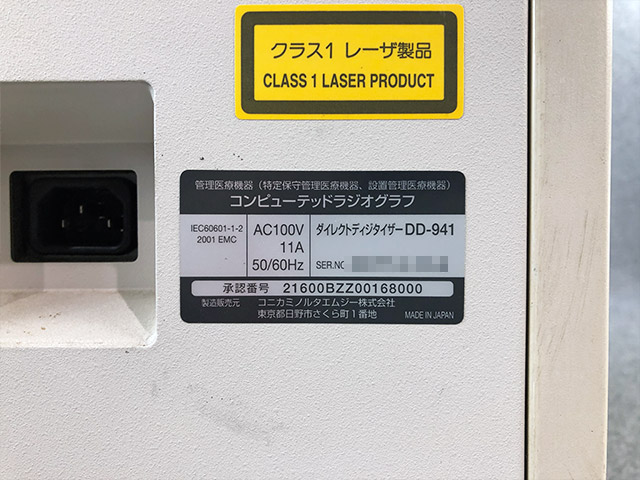 クラス1 レーザ製品
CLASS 1 LASER PRODUCT
管理医療機器（特定保守管理医療機器、設置管理医療機器）
コンピューテッドラジオグラフ
IEC60601-1-2
2001 EMC
AC100V
11A
50/60Hz
ダイレクトディジタイザー DD-941
SER.NO
承認番号 21600BZZ00168000
製造販売元 コニカミノルタエムジー株式会社
東京都日野市さくら町1番地
MADE IN JAPAN